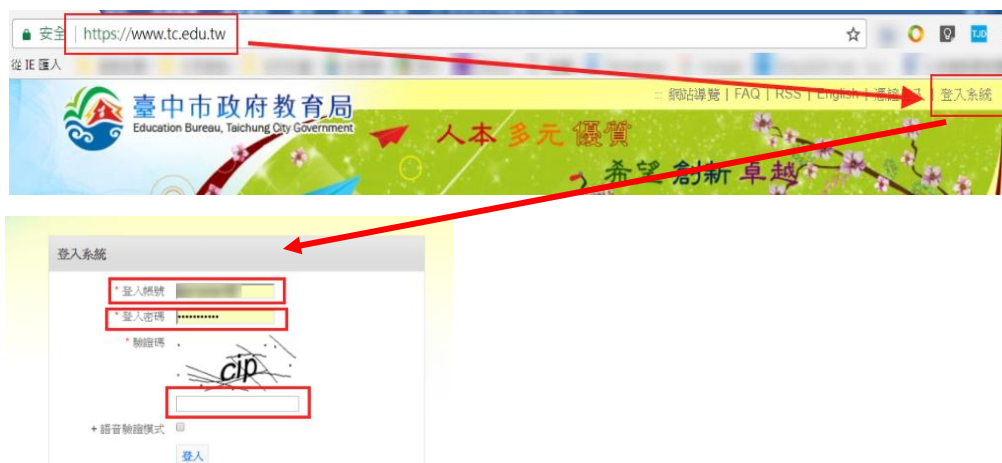 安全 https://www.tc.edu.tw
TJD
從 IE 匯入
::: 網站導覽 | FAQ | RSS | English | | 登入系統
臺中市政府教育局
Education Bureau, Taichung City Government
人本 多元 優質
希望 創新 卓越
登入系統
* 登入帳號
* 登入密碼 •••••••••••
* 驗證碼
cip
+ 語音驗證模式
登入